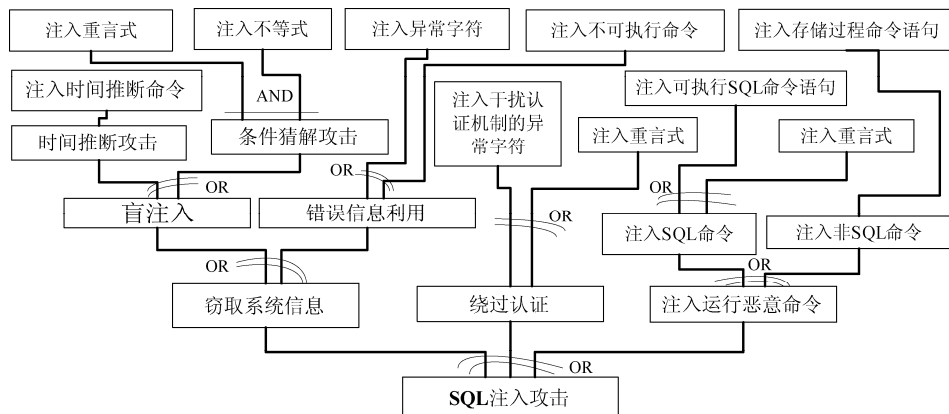 注入重言式
注入不等式
注入异常字符
注入不可执行命令
注入存储过程命令语句
注入时间推断命令
AND
注入干扰认
证机制的异
常字符
注入可执行SQL命令语句
时间推断攻击
条件猜解攻击
注入重言式
注入重言式
OR
OR
OR
盲注入
错误信息利用
OR
注入SQL命令
注入非SQL命令
OR
OR
窃取系统信息
绕过认证
注入运行恶意命令
OR
SQL注入攻击